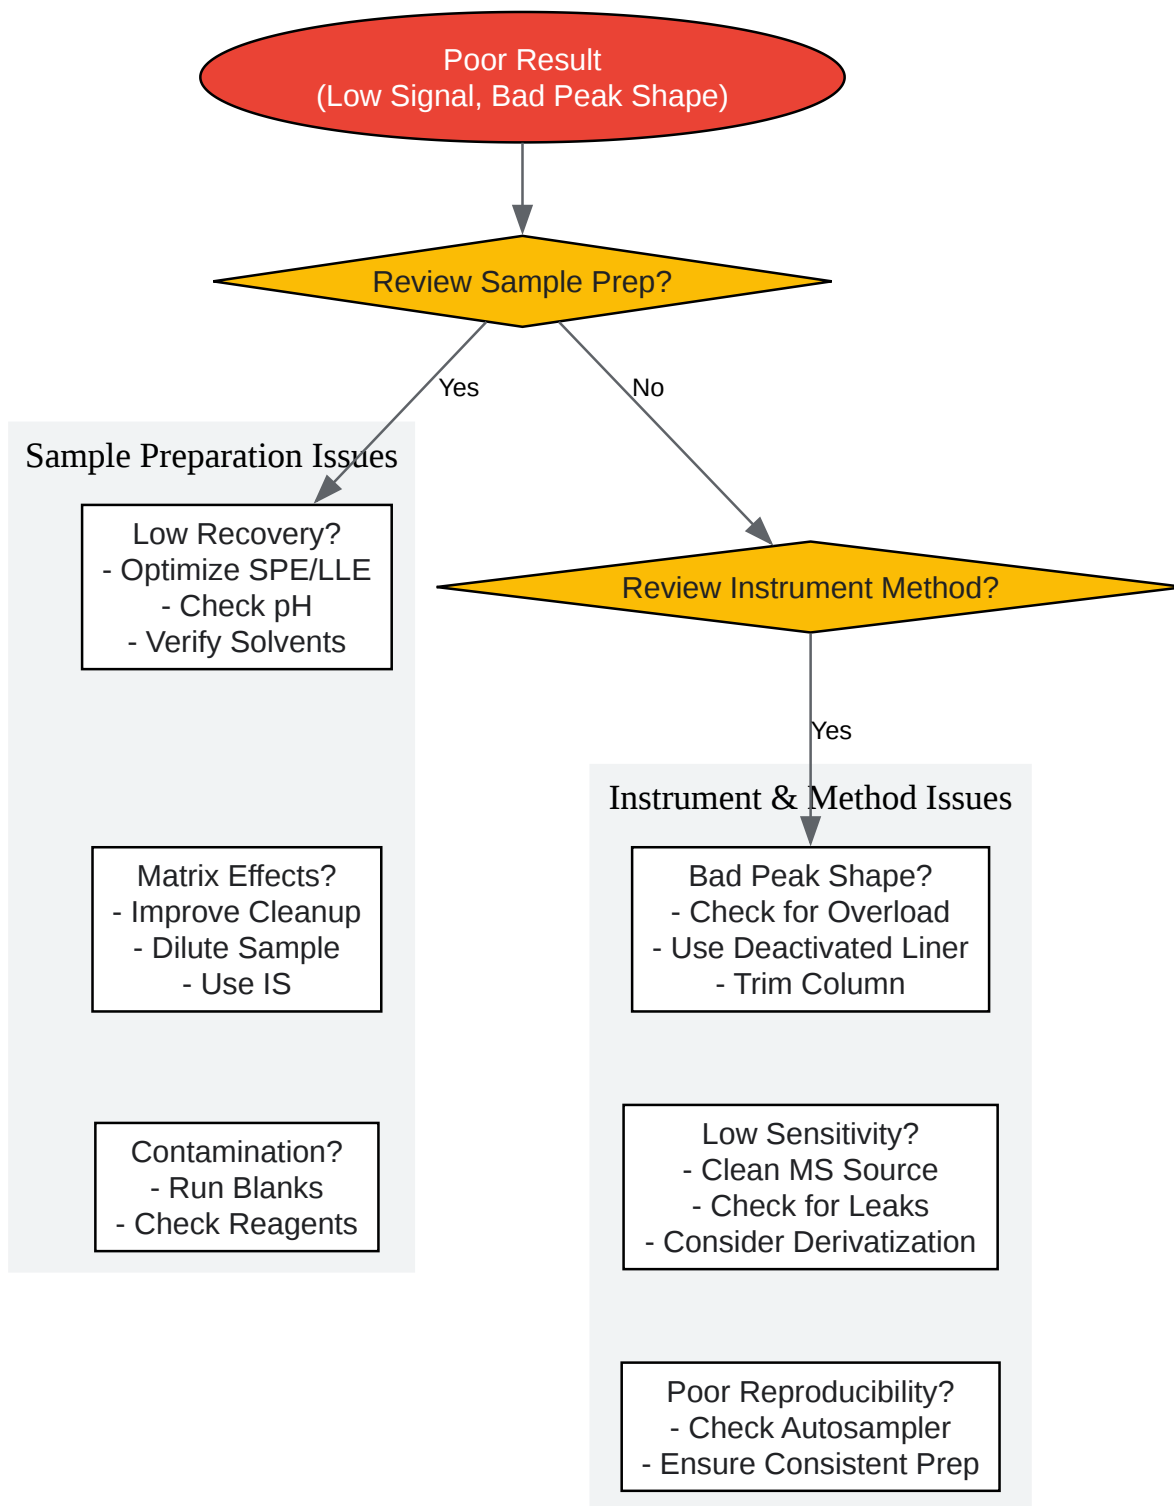 Poor Result
(Low Signal, Bad Peak Shape)
Review Sample Prep?
Yes
No
Sample Preparation Issues
Low Recovery?
- Optimize SPE/LLE
- Check pH
- Verify Solvents
Review Instrument Method?
Yes
Instrument & Method Issues
Matrix Effects?
- Improve Cleanup
- Dilute Sample
- Use IS
Bad Peak Shape?
- Check for Overload
- Use Deactivated Liner
- Trim Column
Contamination?
- Run Blanks
- Check Reagents
Low Sensitivity?
- Clean MS Source
- Check for Leaks
- Consider Derivatization
Poor Reproducibility?
- Check Autosampler
- Ensure Consistent Prep